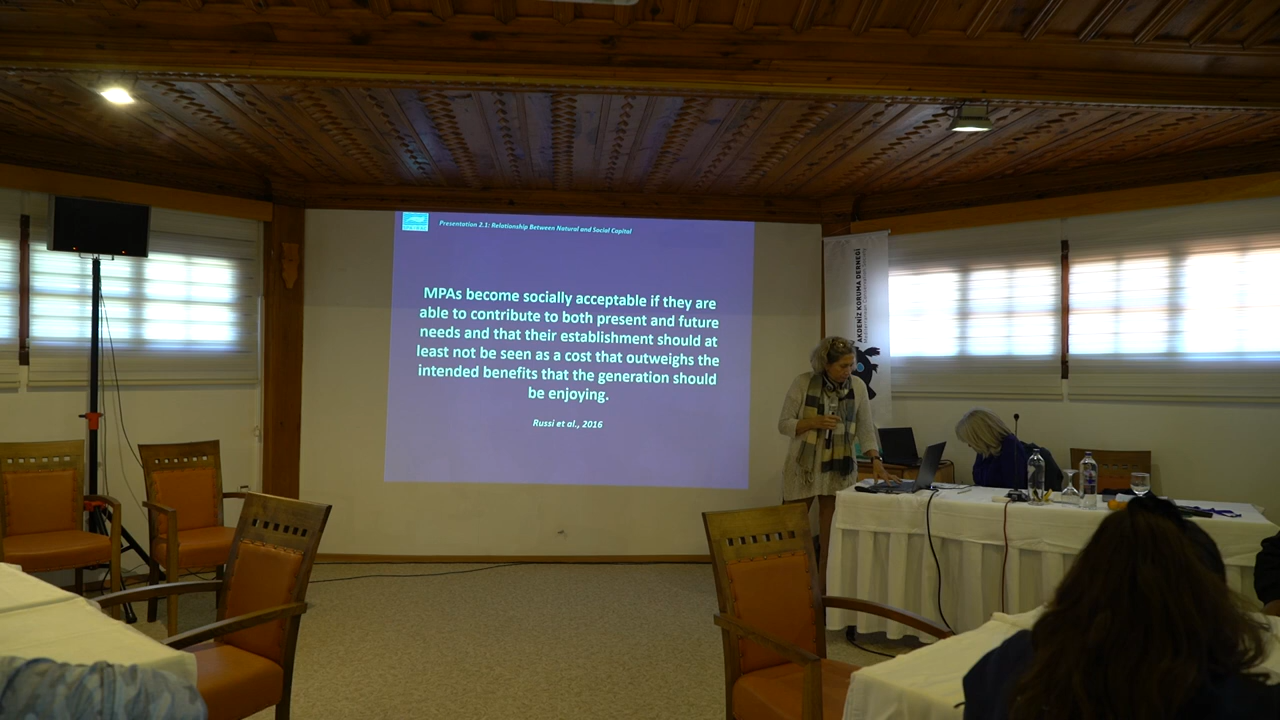 Presentation 2.1: Relationship Between Natural and Social Capital
MPAs become socially acceptable if they are
able to contribute to both present and future
needs and that their establishment should at
least not be seen as a cost that outweighs the
intended benefits that the generation should
be enjoying.
Russi et al., 2016
AKDENİZ KORUMA DERNEĞİ